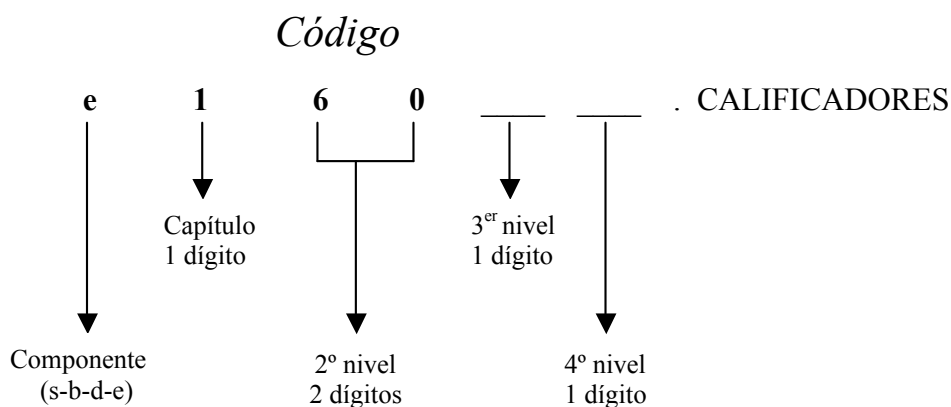 Código
e 1 6 0 ____ ____ . CALIFICADORES
Capítulo
1 dígito
3er nivel
1 dígito
Componente
(s-b-d-e)
2º nivel
2 dígitos
4º nivel
1 dígito